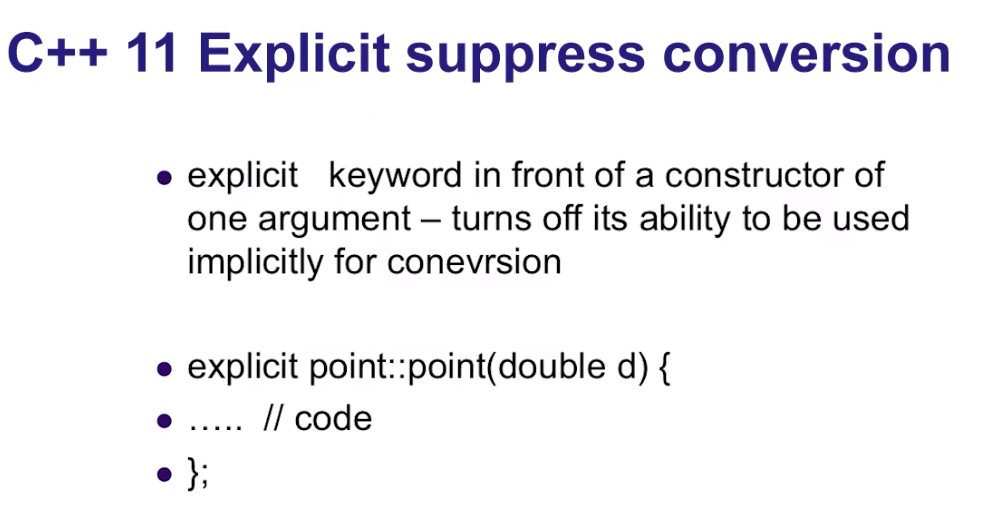 C++ 11 Explicit suppress conversion
• explicit   keyword in front of a constructor of
one argument – turns off its ability to be used
implicitly for conevrsion
• explicit point::point(double d) {
• …..  // code
• };